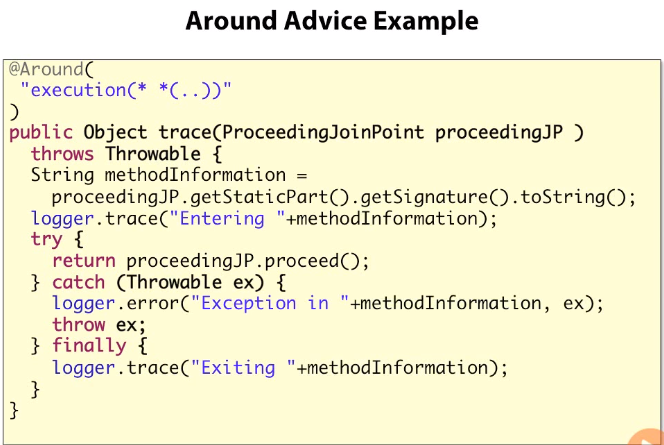 Around Advice Example
@Around(
"execution(* *(..))"
)
public Object trace(ProceedingJoinPoint proceedingJP )
throws Throwable {
String methodInformation =
proceedingJP.getStaticPart().getSignature().toString();
logger.trace("Entering "+methodInformation);
try {
return proceedingJP.proceed();
} catch (Throwable ex) {
logger.error("Exception in "+methodInformation, ex);
throw ex;
} finally {
logger.trace("Exiting "+methodInformation);
}
}